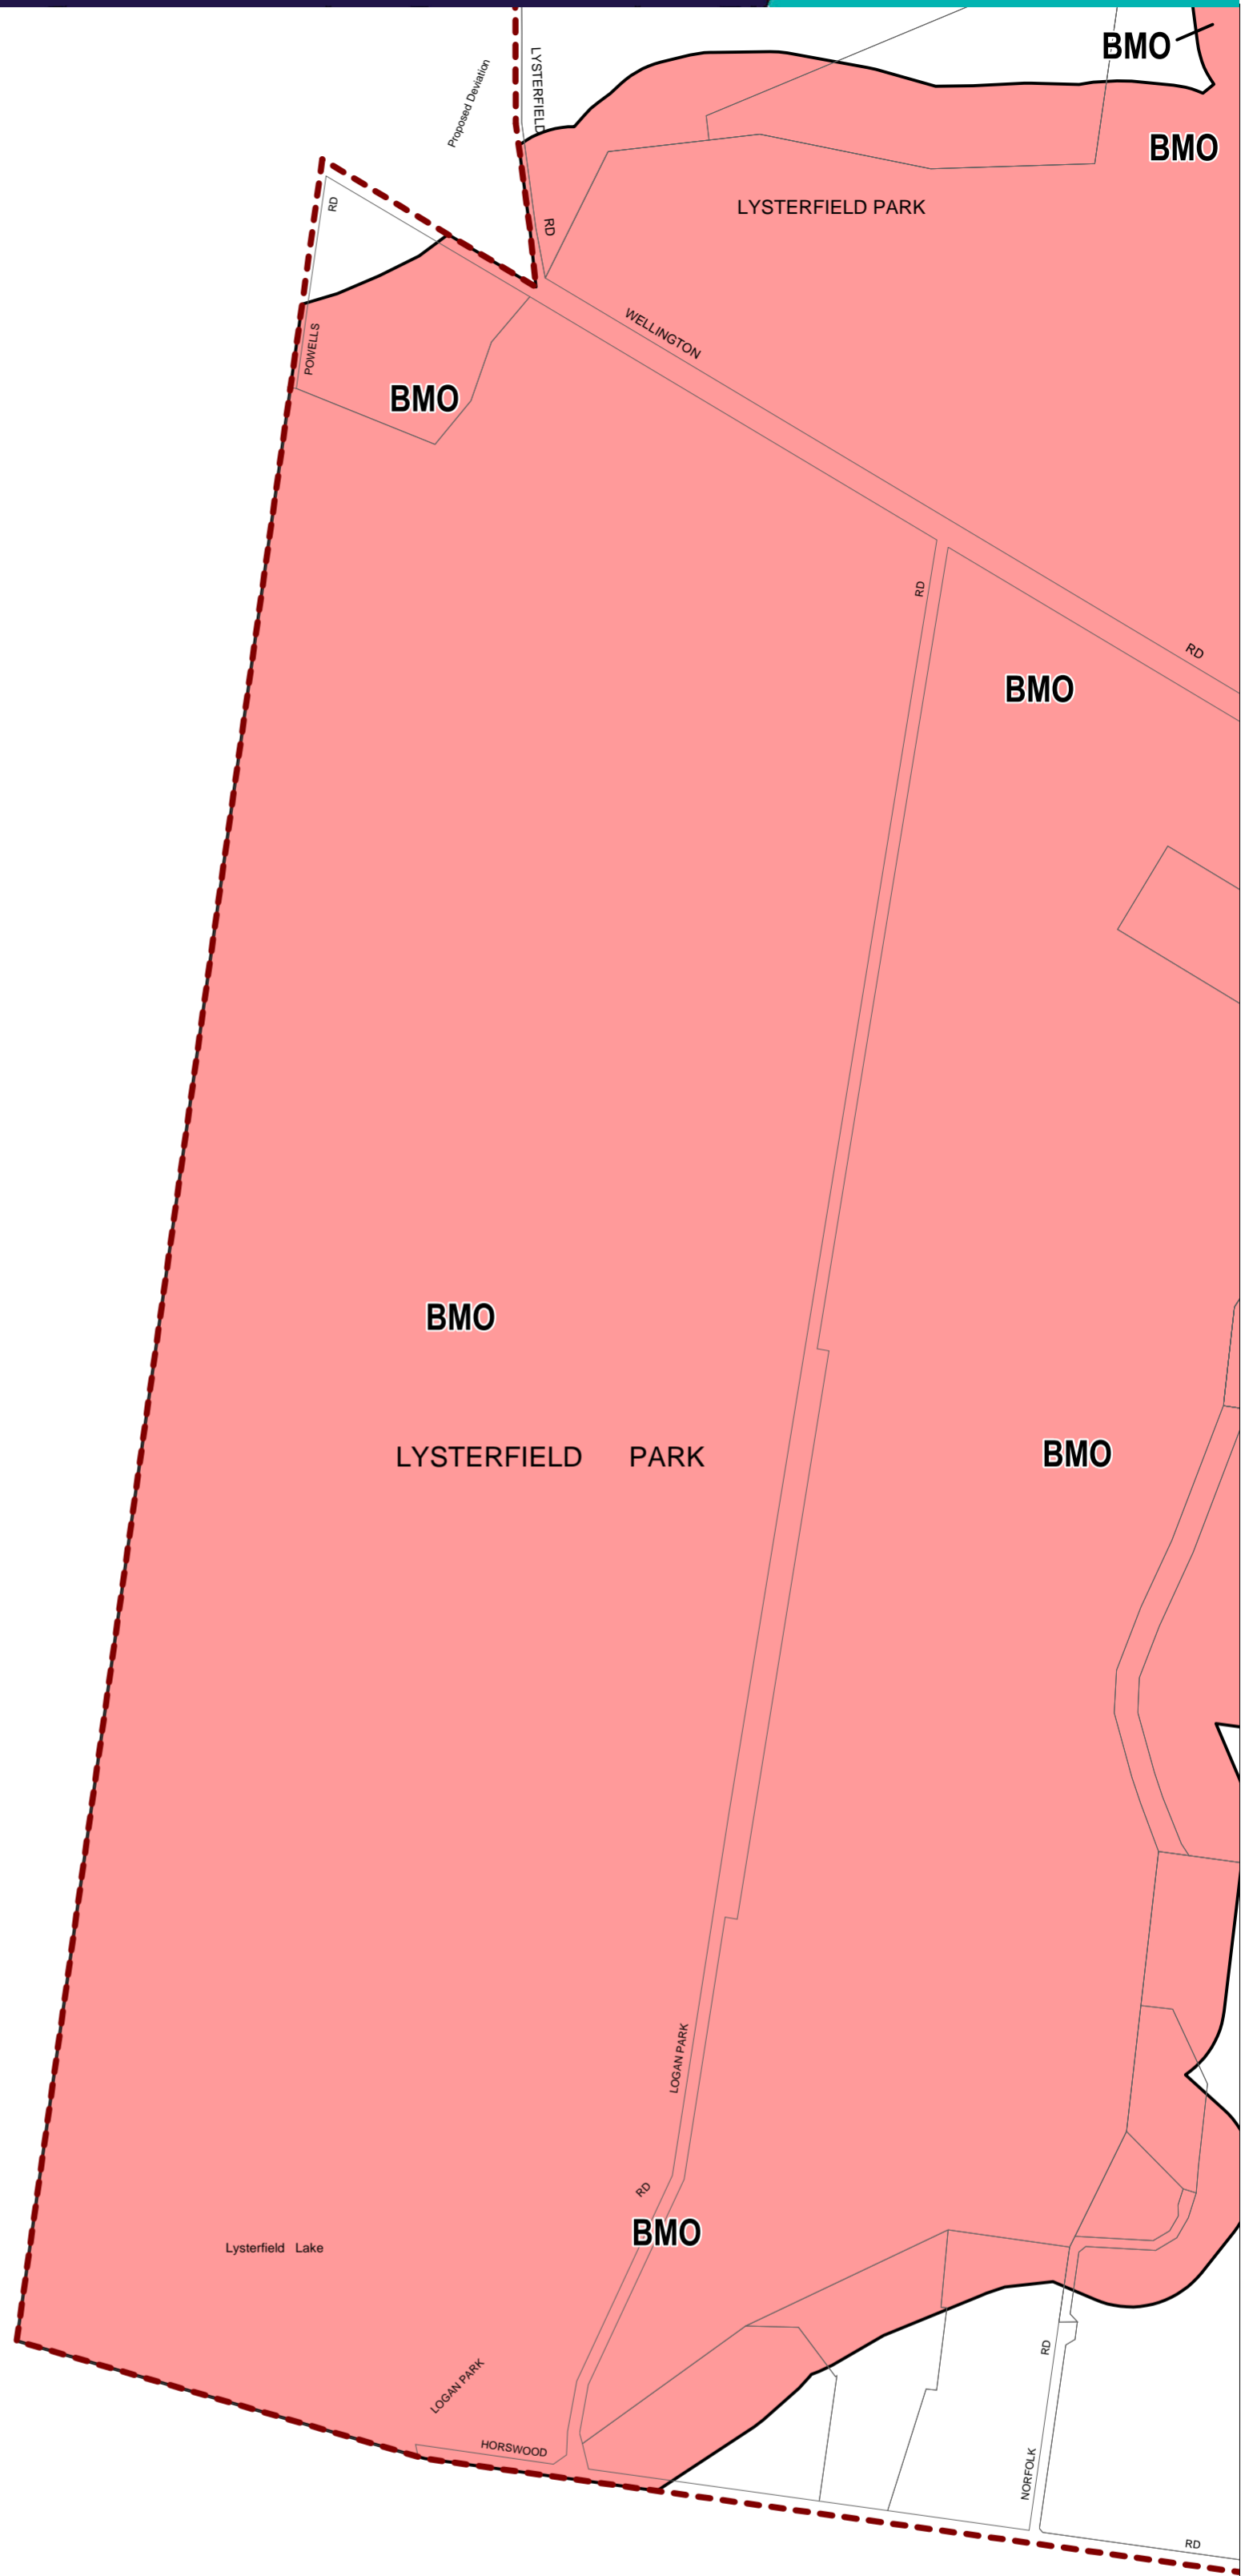 BMO
LYSTERFIELD
Proposed Deviation
BMO
RD
LYSTERFIELD PARK
RD
WELLINGTON
POWELLS
BMO
RD
RD
BMO
BMO
LYSTERFIELD PARK
BMO
LOGAN PARK
RD
BMO
Lysterfield Lake
RD
LOGAN PARK
HORSWOOD
NORFOLK
RD